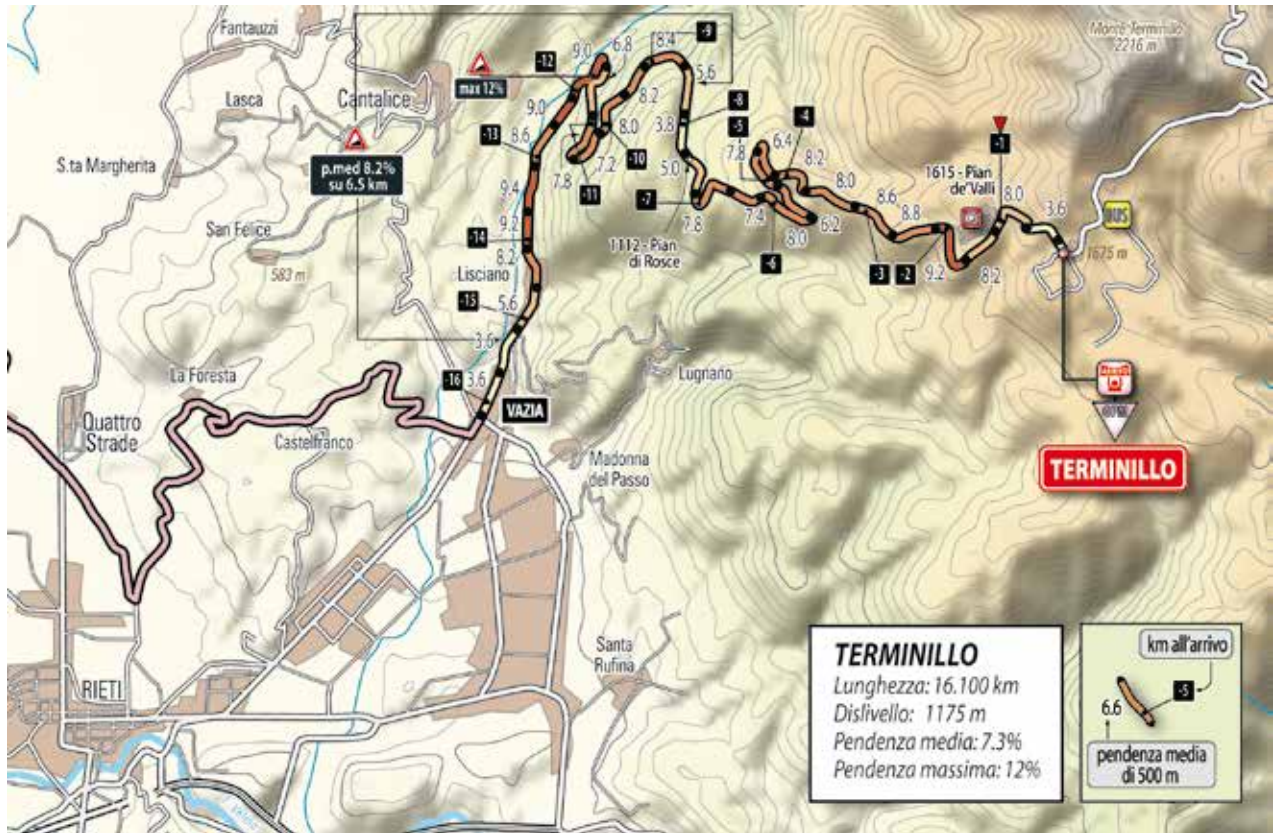 Fantauzzi
Monte Terminillo
2216 m
Lasca
Cantalice
max 12%
S.ta Margherita
p.med 8.2%
su 6.5 km
San Felice
583 m
Lisciano
1112 - Pian
di Rosce
1615 - Pian
de'Valli
BUS
1675 m
-16
-15
-14
-13
-12
-11
-10
-9
-8
-7
-6
-5
-4
-3
-2
-1
3.6
3.6
5.6
8.2
9.2
9.4
8.6
9.0
9.0
6.8
7.8
7.2
8.0
8.2
8.4
5.6
3.8
5.0
7.8
7.4
8.0
6.2
7.8
6.4
8.2
8.0
8.6
8.8
9.2
8.2
8.0
3.6
La Foresta
Quattro
Strade
Castelfranco
VAZIA
Lugnano
Madonna
del Passo
TERMINILLO
Santa
Rufina
RIETI
TERMINILLO
Lunghezza: 16.100 km
Dislivello: 1175 m
Pendenza media: 7.3%
Pendenza massima: 12%
km all'arrivo
-5
6.6
pendenza media
di 500 m